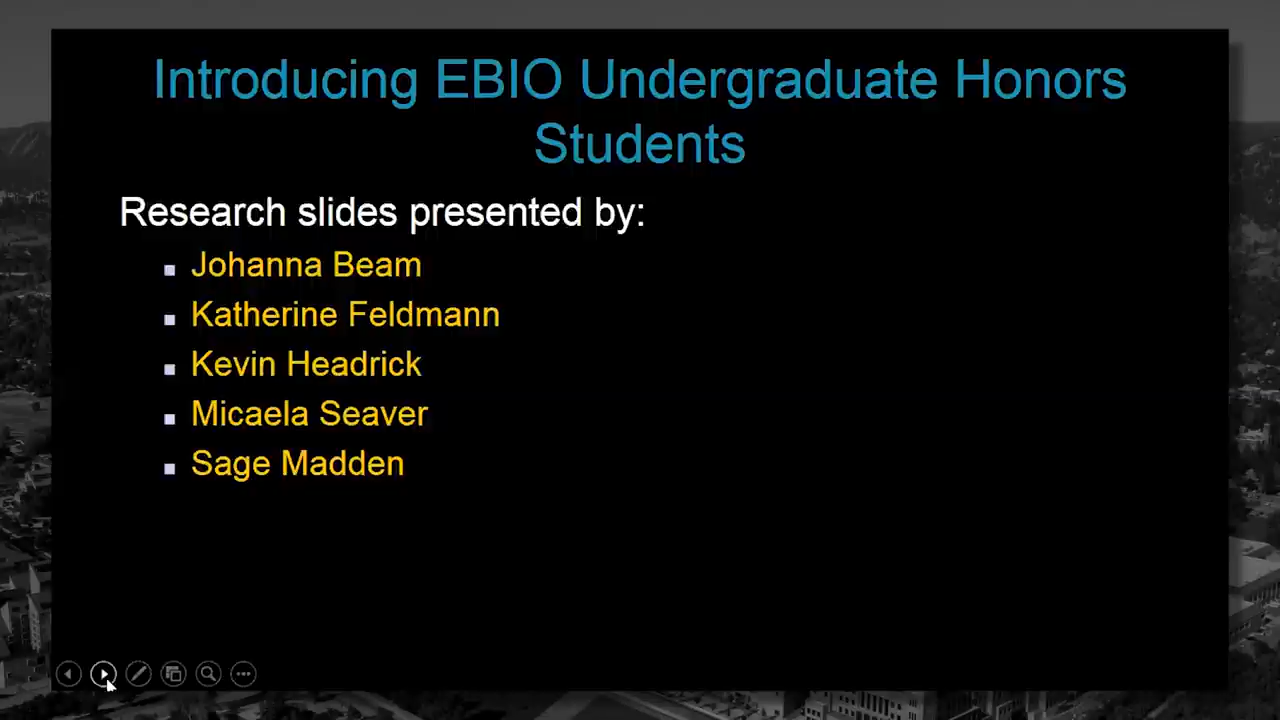 Introducing EBIO Undergraduate Honors
Students
Research slides presented by:
Johanna Beam
Katherine Feldmann
Kevin Headrick
Micaela Seaver
Sage Madden